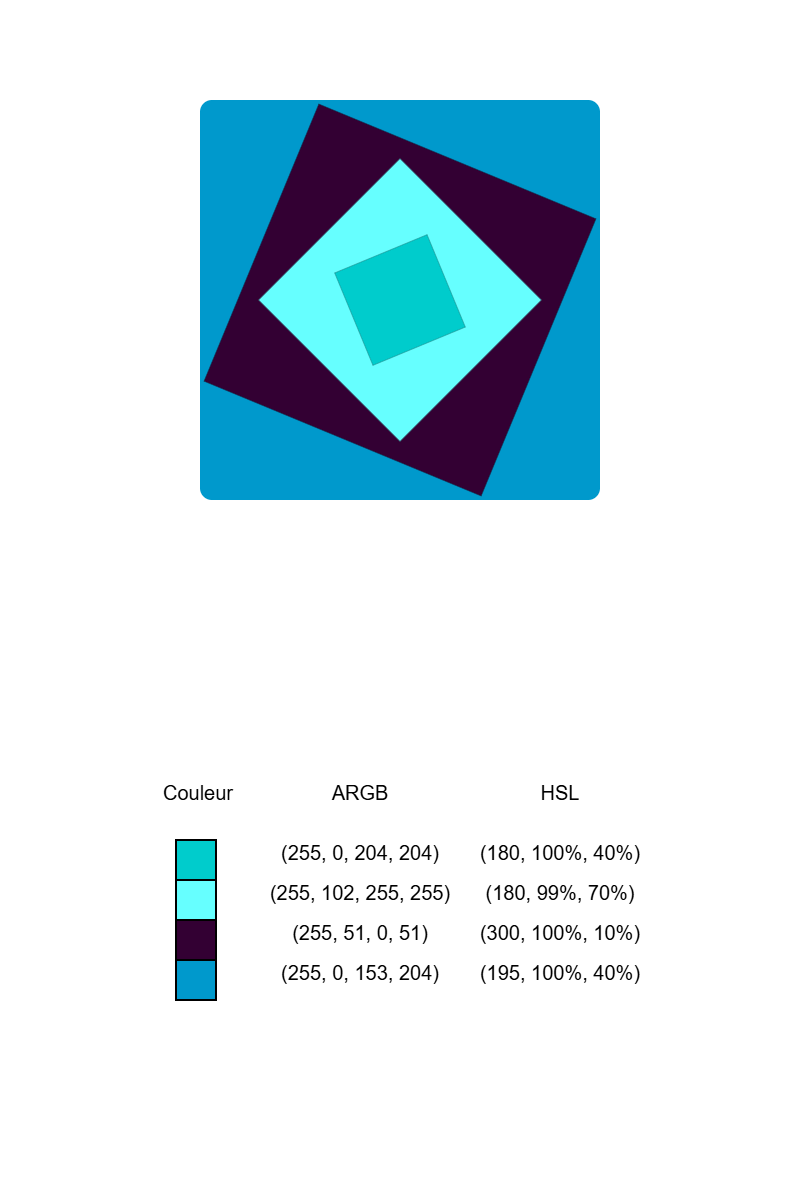 Couleur ARGB HSL
(255, 0, 204, 204) (180, 100%, 40%)
(255, 102, 255, 255) (180, 99%, 70%)
(255, 51, 0, 51) (300, 100%, 10%)
(255, 0, 153, 204) (195, 100%, 40%)